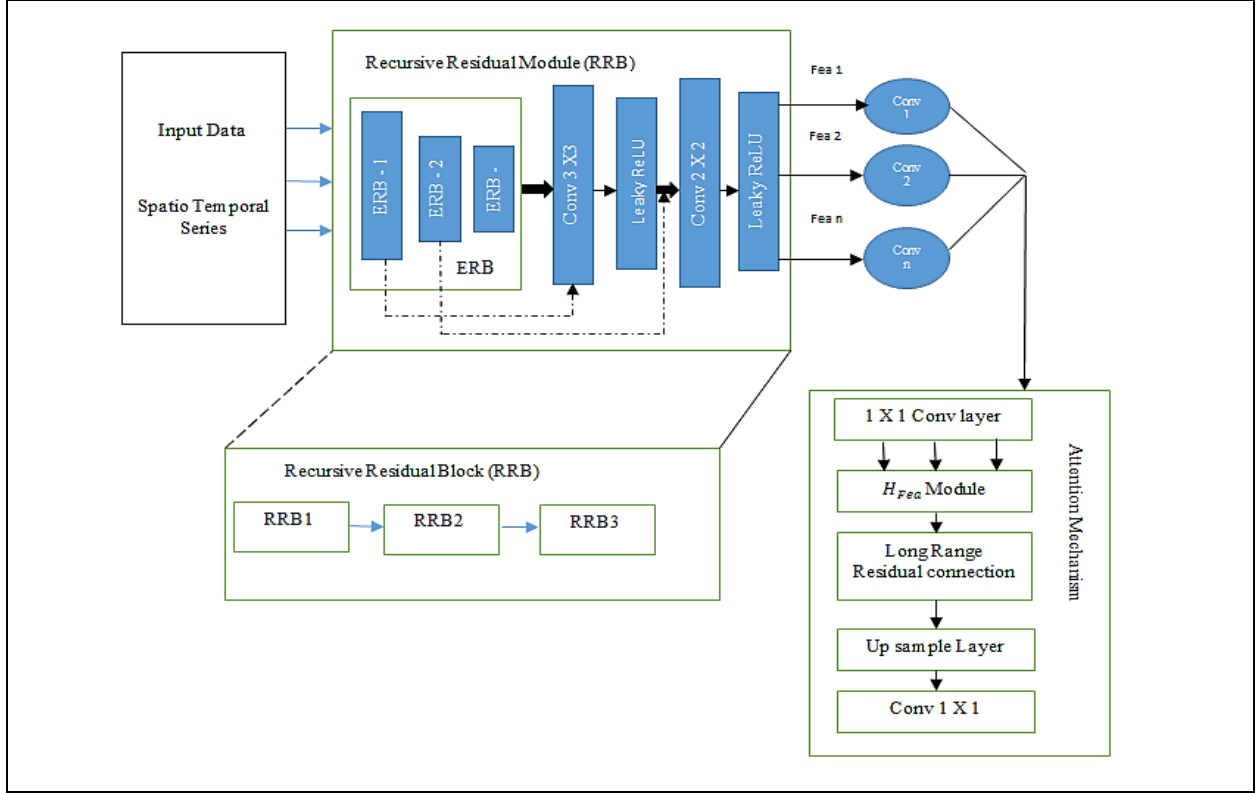 Input Data
Spatio Temporal
Series
Recursive Residual Module (RRB)
ERB - 1
ERB - 2
ERB -
ERB
Conv 3 X3
Leaky ReLU
Conv 2 X 2
Leaky ReLU
Fea 1
Fea 2
Fea n
Conv
1
Conv
2
Conv
n
Recursive Residual Block (RRB)
RRB1
RRB2
RRB3
1 X 1 Conv layer
H_Fea Module
Long Range
Residual connection
Up sample Layer
Conv 1 X 1
Attention Mechanism